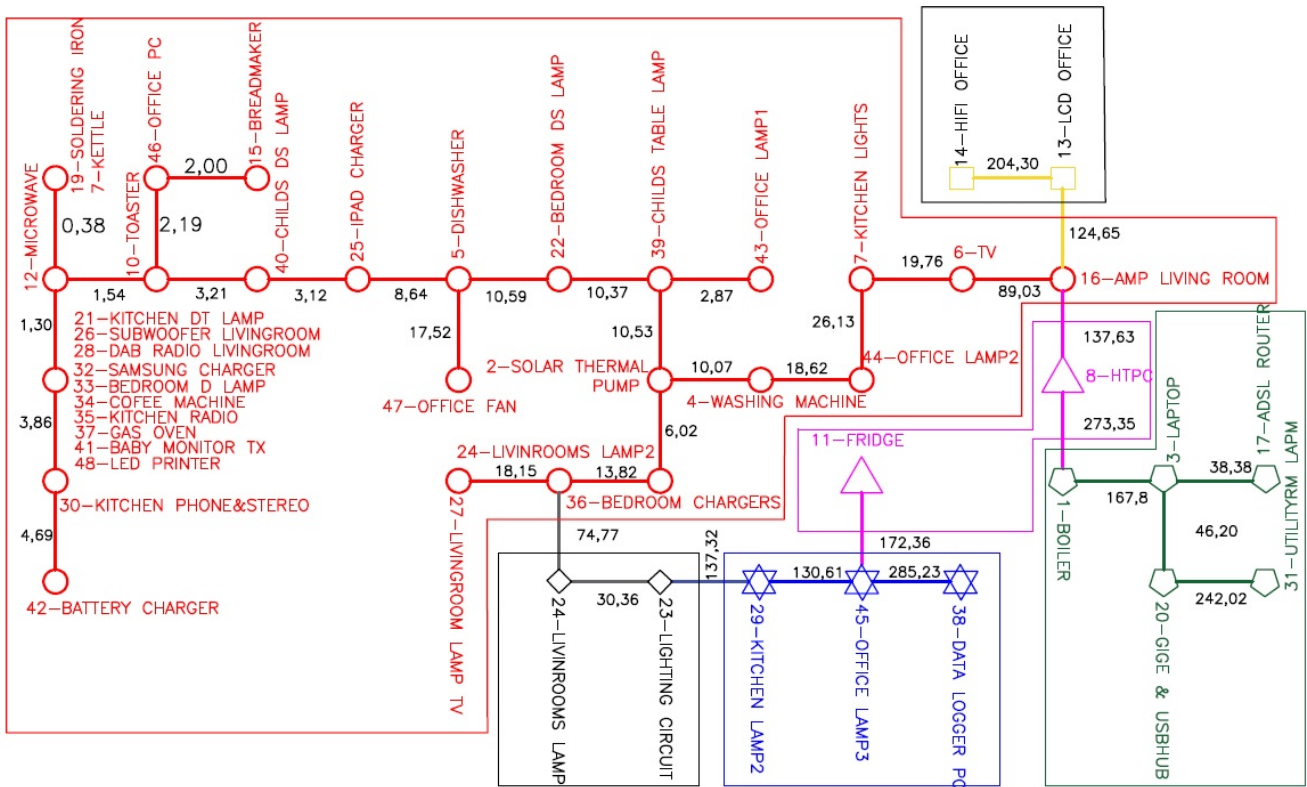 19-SOLDERING IRON
7-KETTLE
46-OFFICE PC
15-BREADMAKER
12-MICROWAVE
10-TOASTER
40-CHILDS DS LAMP
25-IPAD CHARGER
5-DISHWASHER
22-BEDROOM DS LAMP
39-CHILDS TABLE LAMP
43-OFFICE LAMP1
7-KITCHEN LIGHTS
6-TV
14-HIFI OFFICE
13-LCD OFFICE
204,30
124,65
2,00
0,38
2,19
1,54
3,21
3,12
8,64
10,59
10,37
2,87
19,76
89,03
16-AMP LIVING ROOM
1,30
21-KITCHEN DT LAMP
26-SUBWOOFER LIVINGROOM
28-DAB RADIO LIVINGROOM
32-SAMSUNG CHARGER
33-BEDROOM D LAMP
34-COFEE MACHINE
35-KITCHEN RADIO
37-GAS OVEN
41-BABY MONITOR TX
48-LED PRINTER
17,52
10,53
26,13
137,63
2-SOLAR THERMAL
PUMP
10,07
18,62
44-OFFICE LAMP2
8-HTPC
47-OFFICE FAN
4-WASHING MACHINE
3,86
6,02
273,35
11-FRIDGE
24-LIVINROOMS LAMP2
18,15
13,82
3-LAPTOP
17-ADSL ROUTER
38,38
30-KITCHEN PHONE&STEREO
36-BEDROOM CHARGERS
167,8
1-BOILER
4,69
27-LIVINGROOM LAMP TV
74,77
137,32
172,36
46,20
31-UTILITYRM LAPM
42-BATTERY CHARGER
30,36
130,61
285,23
242,02
24-LIVINROOMS LAMP
23-LIGHTING CIRCUIT
29-KITCHEN LAMP2
45-OFFICE LAMP3
38-DATA LOGGER PC
20-GIGE & USBHUB